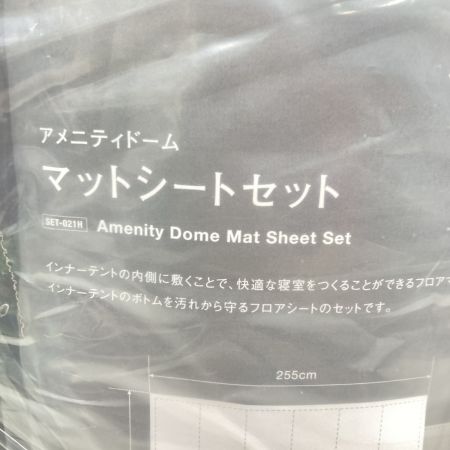 アメニティドーム
マットシートセット
SET-021H Amenity Dome Mat Sheet Set
インナーテントの内側に敷くことで、快適な寝室をつくることができるフロア
インナーテントのボトムを汚れから守るフロアシートのセットです。
255cm